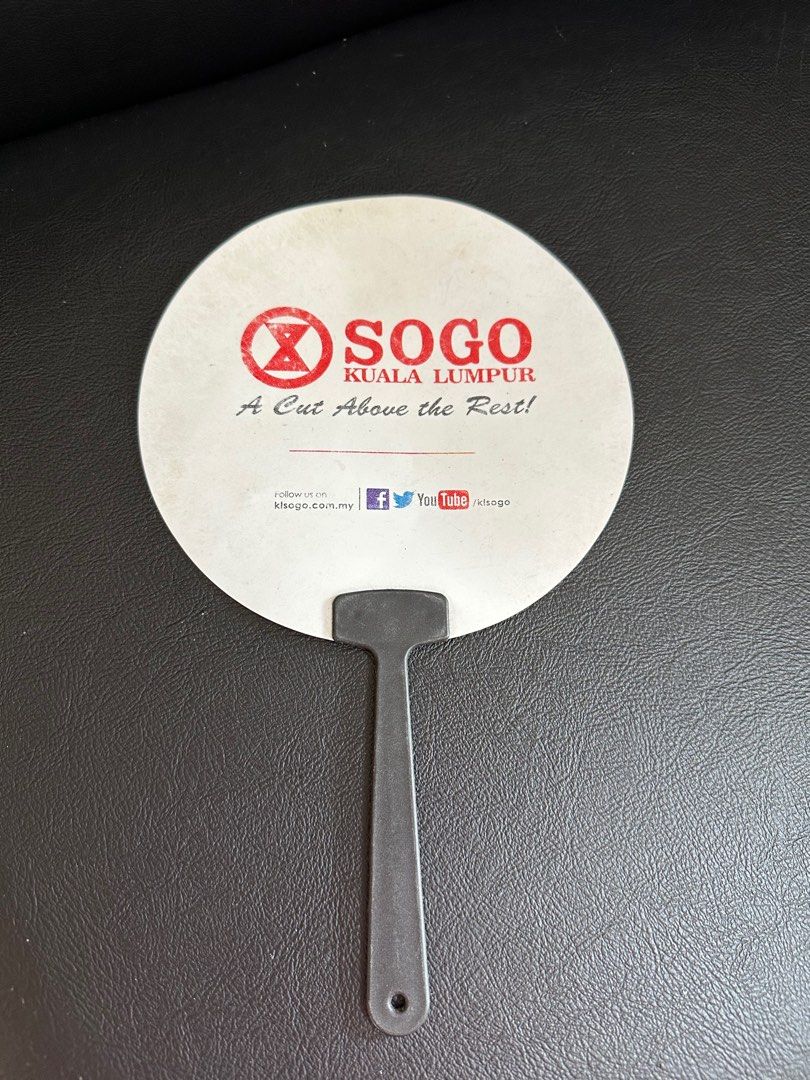 SOGO
KUALA LUMPUR
A Cut Above the Rest!
Follow us on
klsogo.com.my
f
YouTube /klsogo